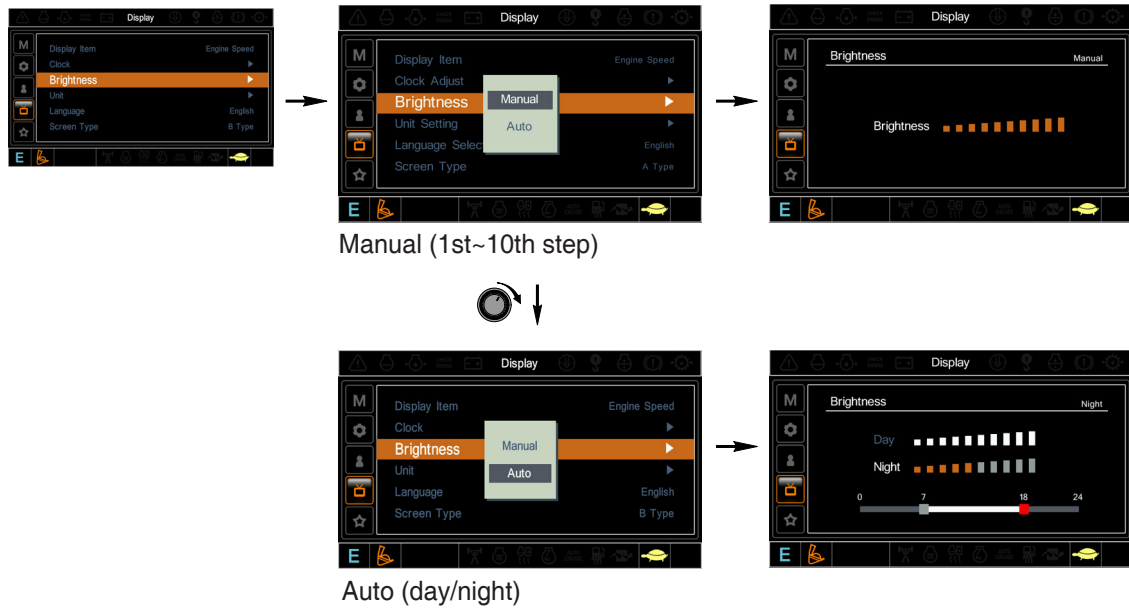 Display
M
Display Item Engine Speed
Clock
Brightness
Unit
Language English
Screen Type B Type
E
Display
M
Display Item Engine Speed
Clock Adjust
Brightness
Unit Setting
Language Selec English
Screen Type A Type
Manual
Auto
E
Display
M
Brightness Manual
Brightness
E
Manual (1st~10th step)
Display
M
Display Item Engine Speed
Clock
Brightness
Unit
Language English
Screen Type B Type
Manual
Auto
E
Display
M
Brightness Night
Day
Night
0 7 18 24
E
Auto (day/night)